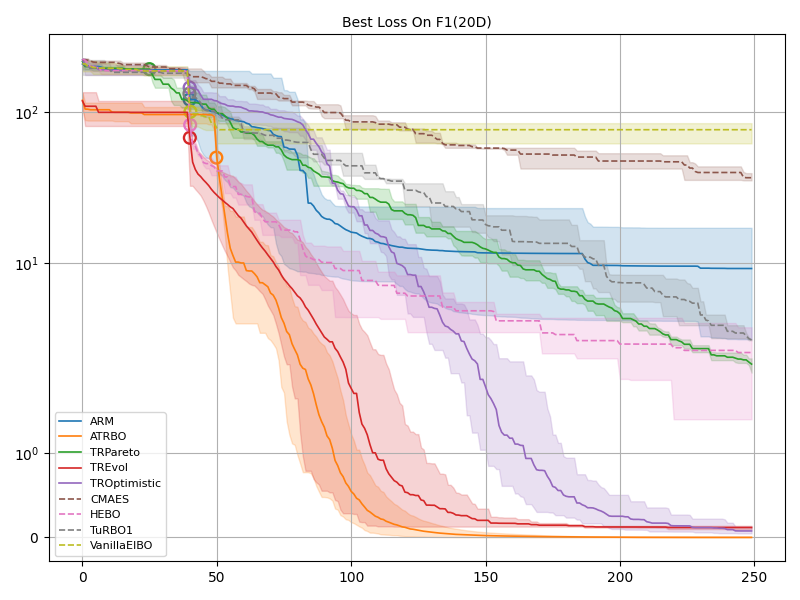 Best Loss On F1(20D)
10²
10¹
10⁰
0
ARM
ATRBO
TRPareto
TREvol
TROptimistic
CMAES
HEBO
TuRBO1
VanillaEIBO
0 50 100 150 200 250